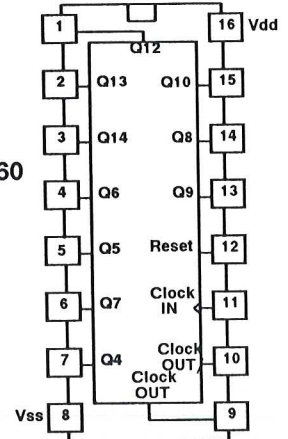 1 16 Vdd
Q12
2 Q13 Q10 15
3 Q14 Q8 14
60
4 Q6 Q9 13
5 Q5 Reset 12
6 Q7 Clock IN 11
7 Q4 Clock OUT/ 10
Clock OUT
Vss 8 9